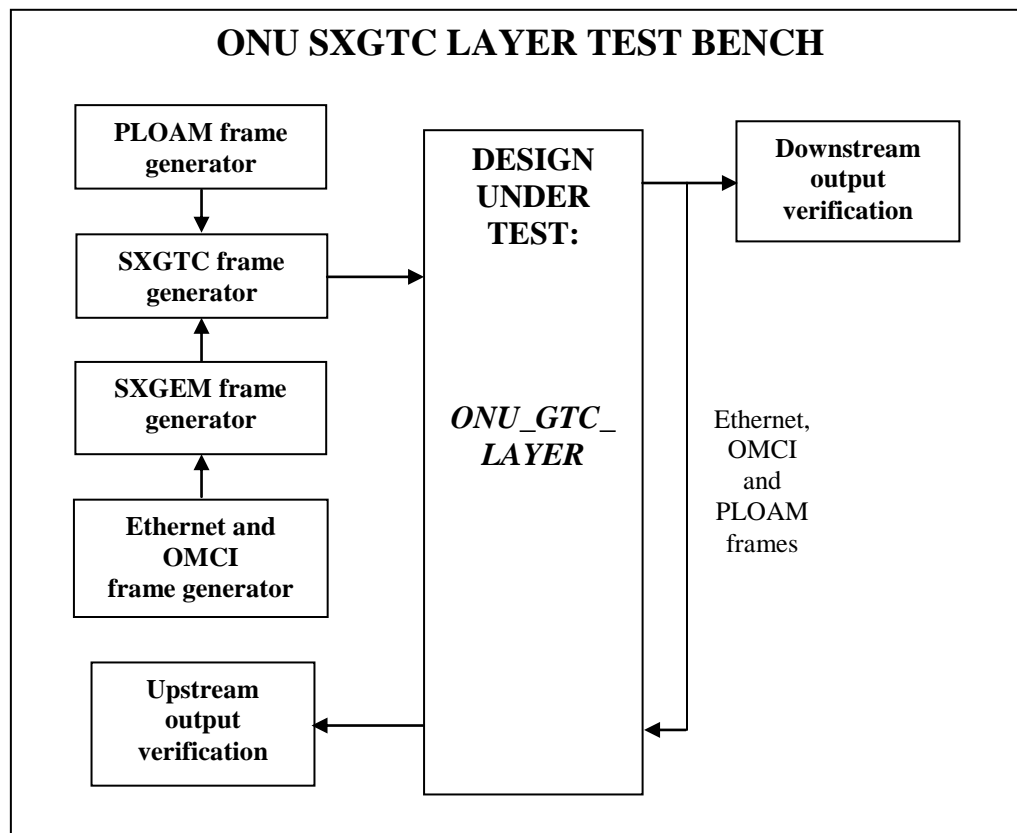 ONU SXGTC LAYER TEST BENCH
PLOAM frame
generator
SXGTC frame
generator
SXGEM frame
generator
Ethernet and
OMCI
frame generator
Upstream
output
verification
DESIGN
UNDER
TEST:
ONU_GTC_
LAYER
Downstream
output
verification
Ethernet,
OMCI
and
PLOAM
frames